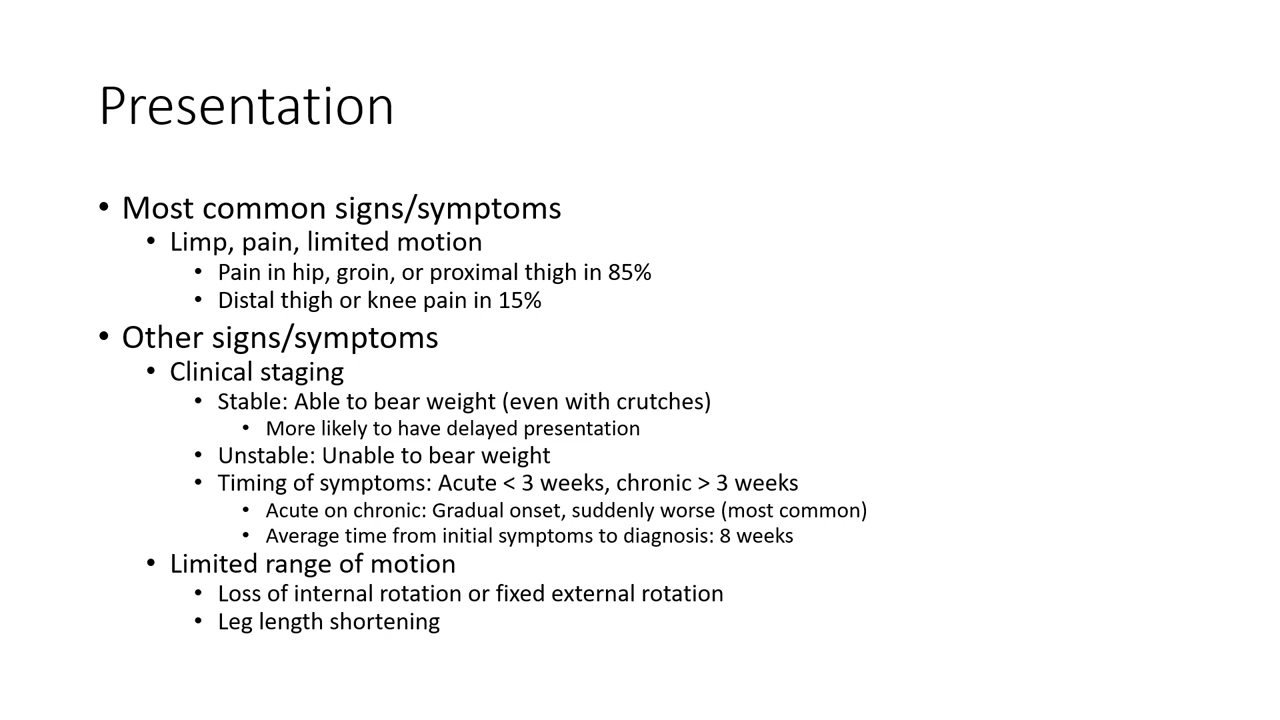 Presentation
• Most common signs/symptoms
• Limp, pain, limited motion
• Pain in hip, groin, or proximal thigh in 85%
• Distal thigh or knee pain in 15%
• Other signs/symptoms
• Clinical staging
• Stable: Able to bear weight (even with crutches)
• More likely to have delayed presentation
• Unstable: Unable to bear weight
• Timing of symptoms: Acute < 3 weeks, chronic > 3 weeks
• Acute on chronic: Gradual onset, suddenly worse (most common)
• Average time from initial symptoms to diagnosis: 8 weeks
• Limited range of motion
• Loss of internal rotation or fixed external rotation
• Leg length shortening